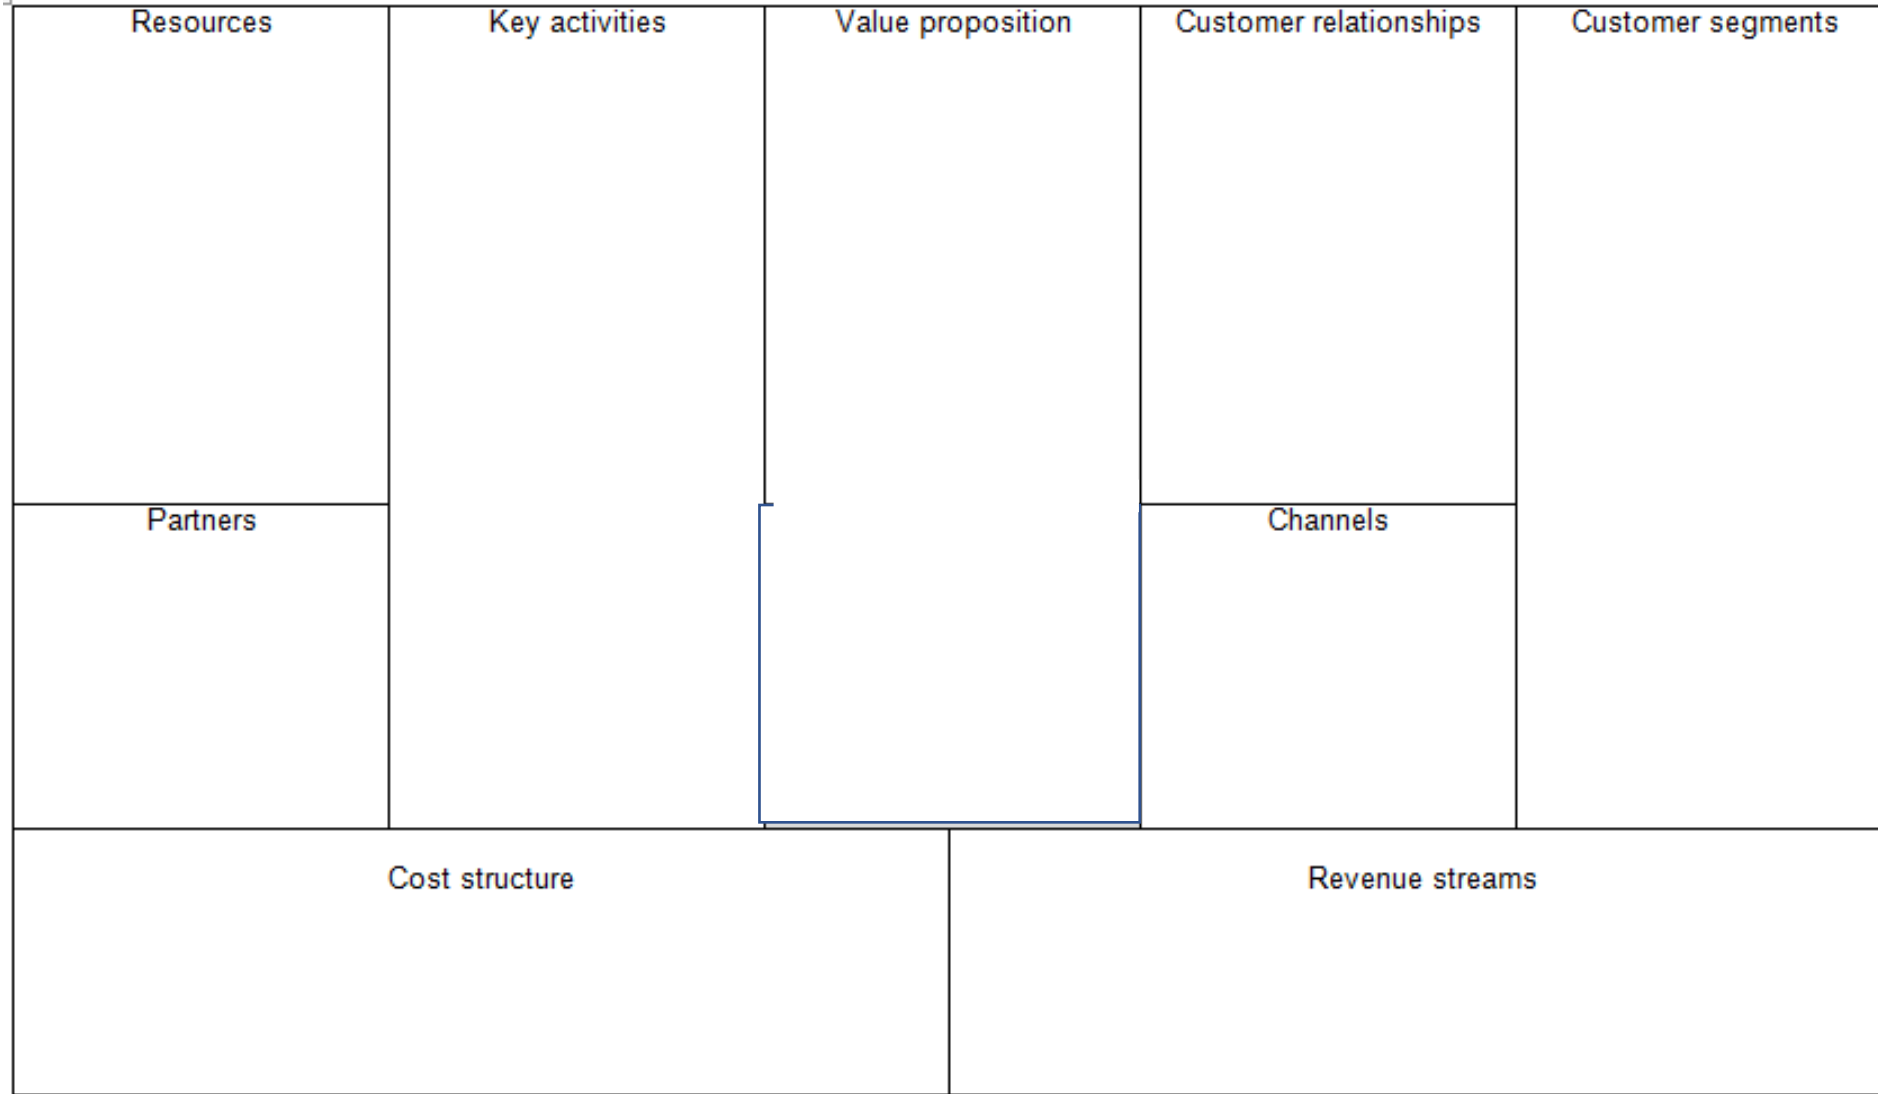 Resources
Key activities
Value proposition
Customer relationships
Customer segments
Partners
Channels
Cost structure
Revenue streams